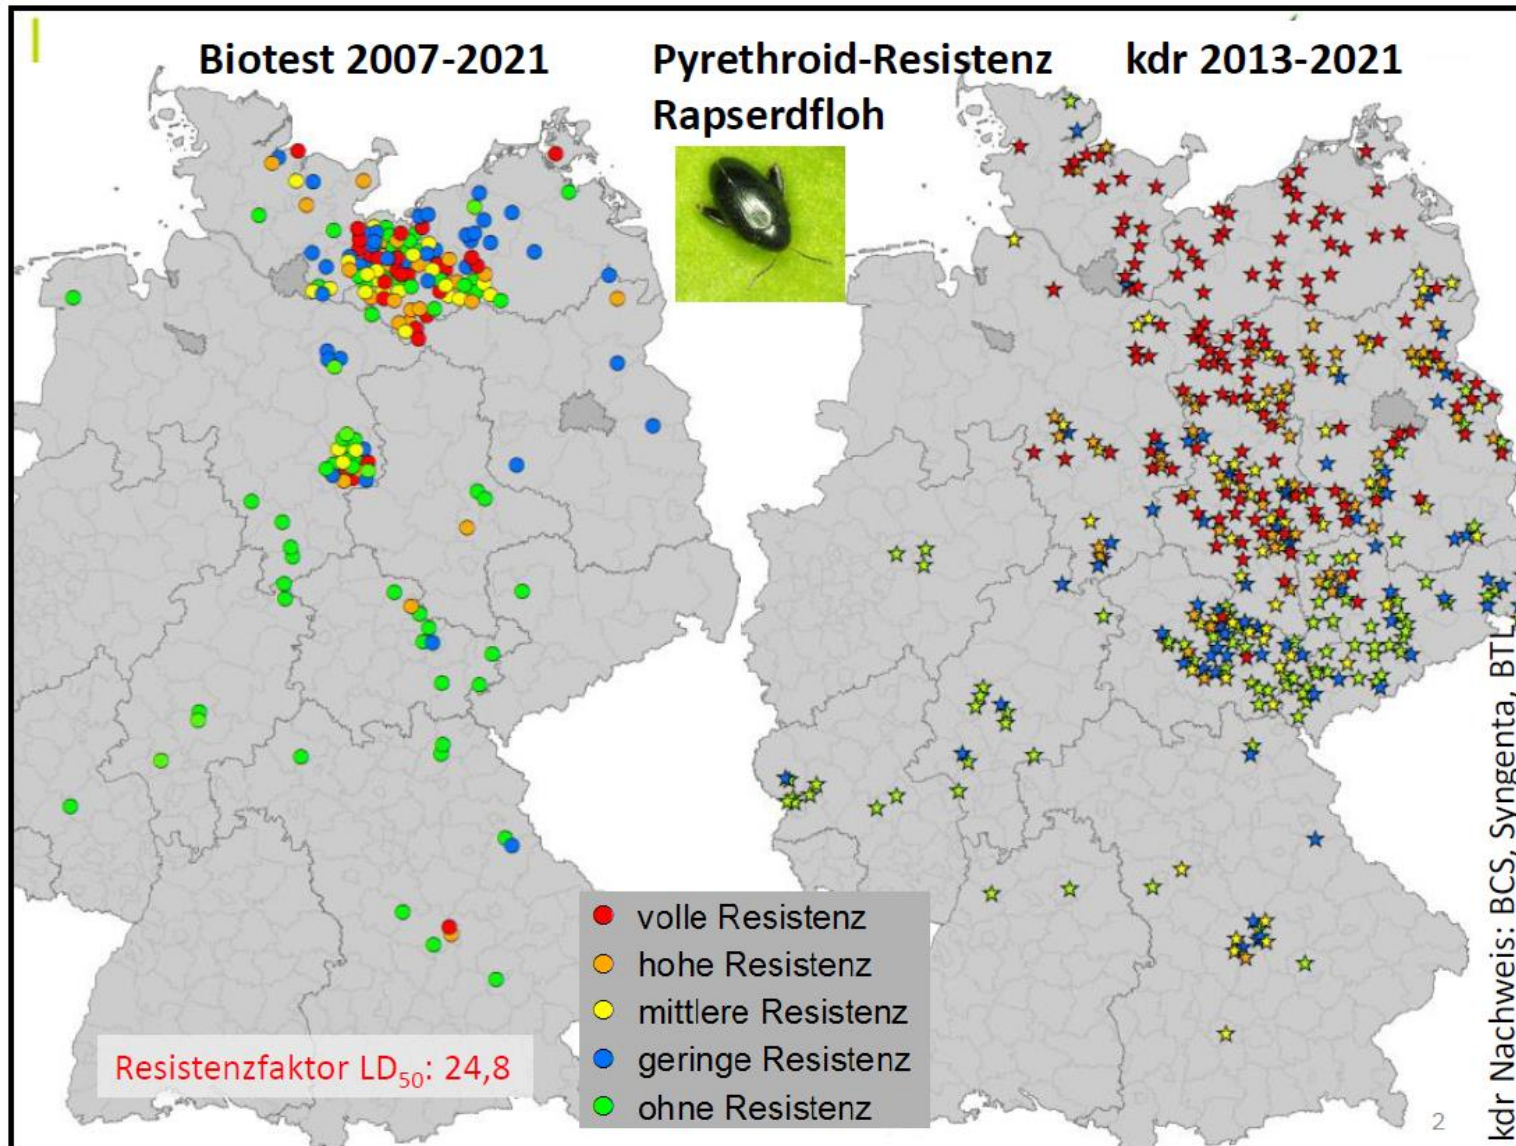 Biotest 2007-2021
Pyrethroid-Resistenz
Rapserdfloh
kdr 2013-2021
volle Resistenz
hohe Resistenz
mittlere Resistenz
geringe Resistenz
ohne Resistenz
Resistenzfaktor LD50: 24,8
kdr Nachweis: BCS, Syngenta, BTL,
2